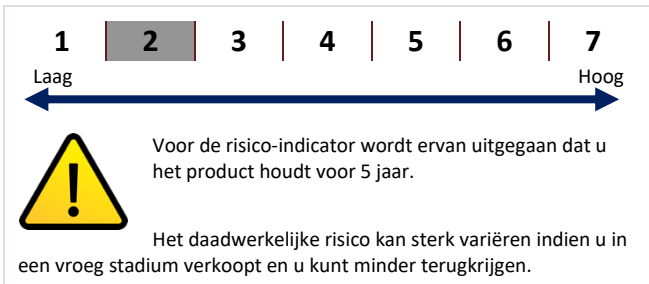 1 2 3 4 5 6 7
Laag Hoog
Voor de risico-indicator wordt ervan uitgegaan dat u
het product houdt voor 5 jaar.
Het daadwerkelijke risico kan sterk variëren indien u in
een vroeg stadium verkoopt en u kunt minder terugkrijgen.